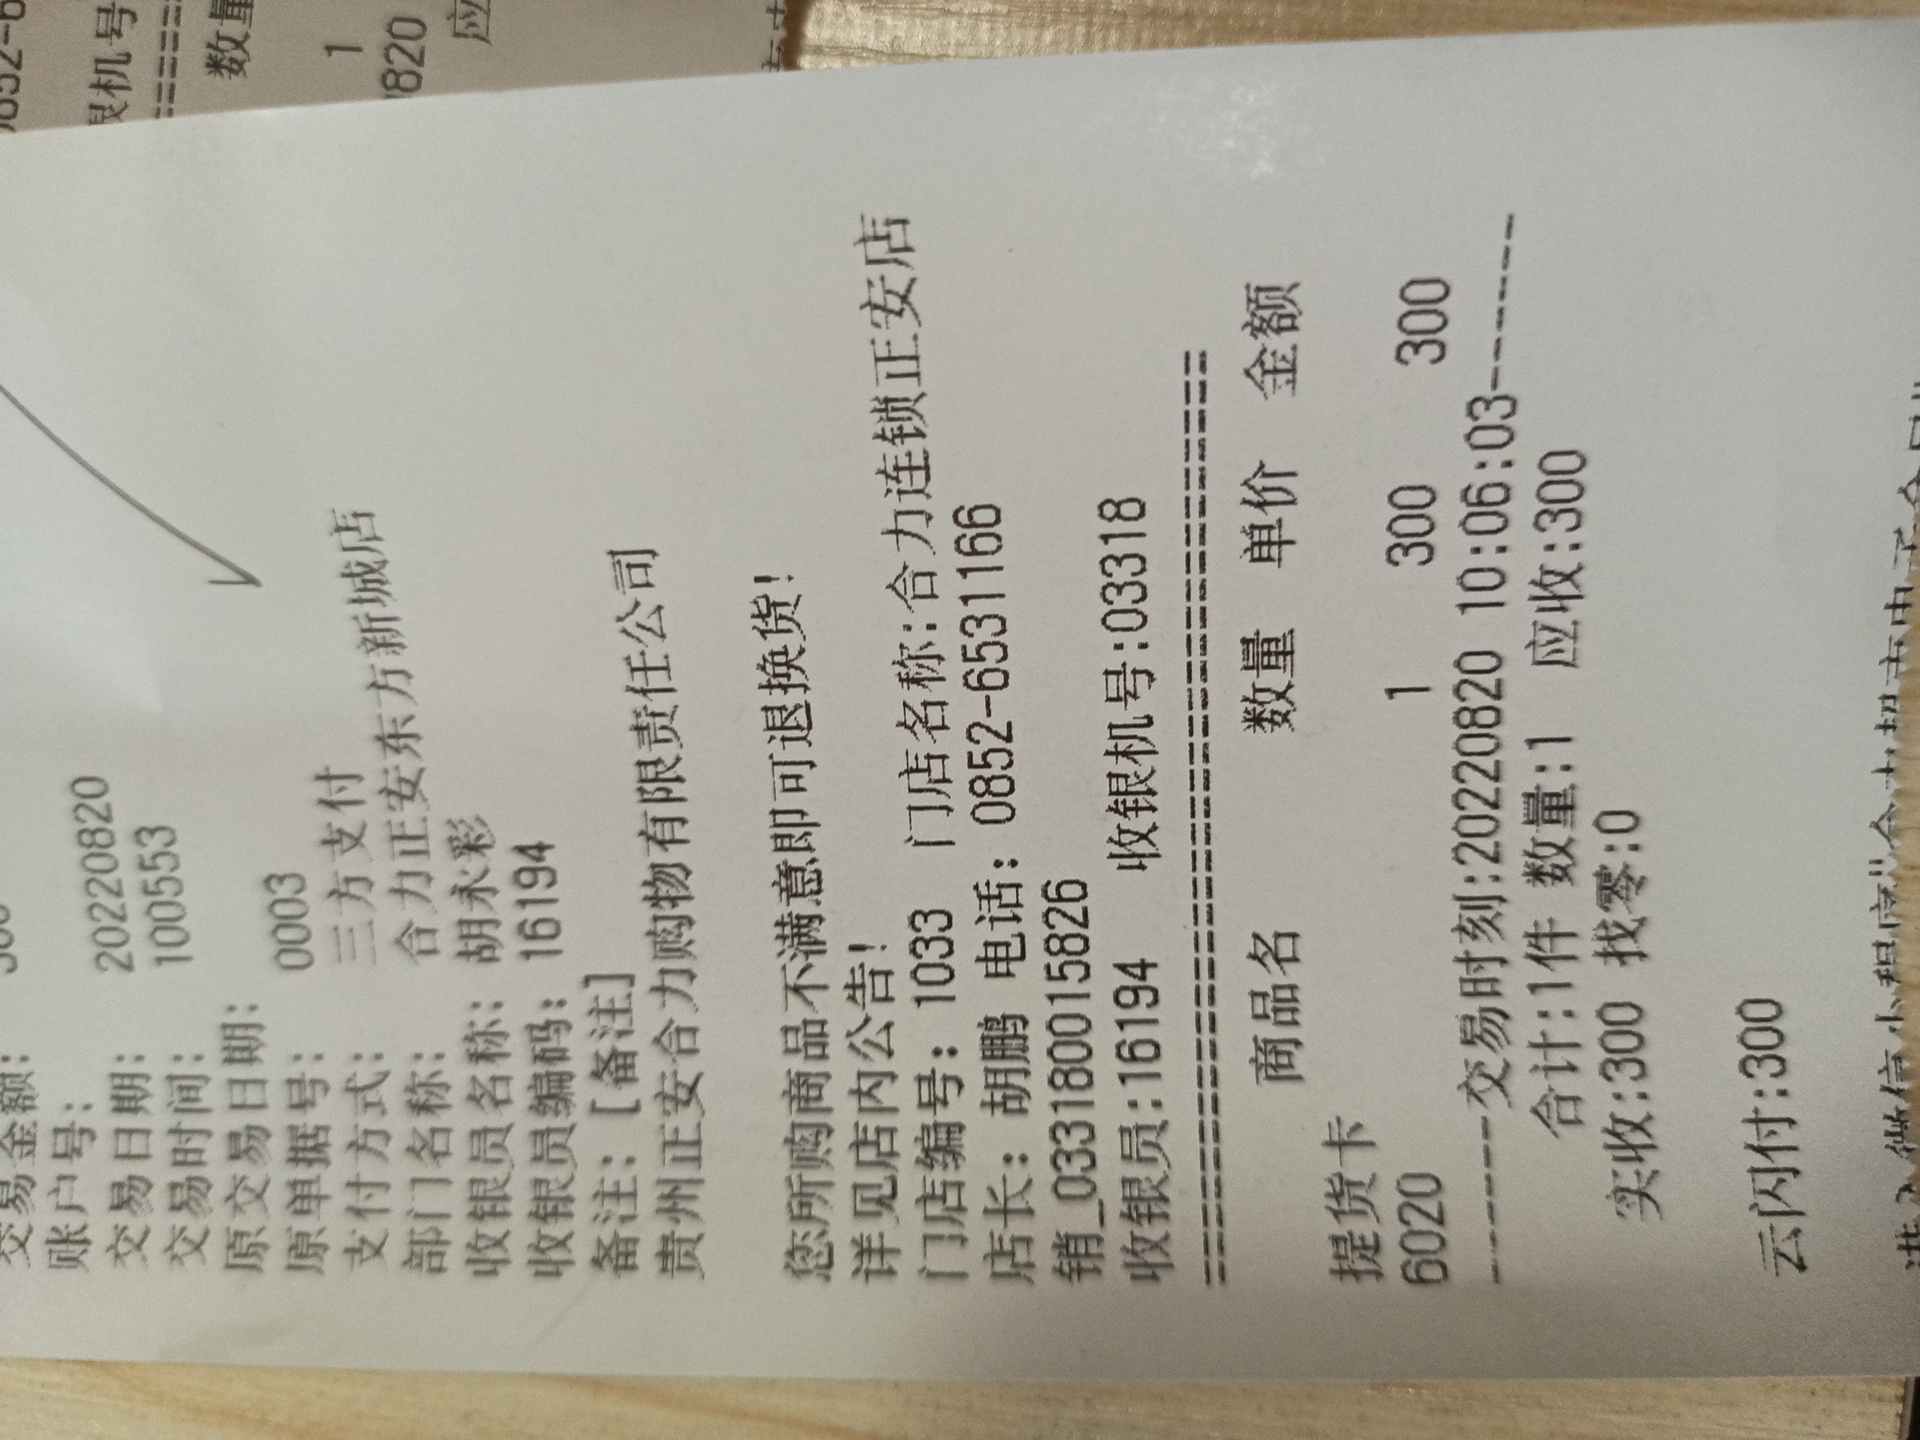 交易金额:
账户号:
交易日期: 20220820
交易时间: 100553
原交易日期:
原单据号: 0003
支付方式: 三方支付
部门名称: 合力正安东方新城店
收银员名称: 胡永彩
收银员编码: 16194
备注: [备注]
贵州正安合力购物有限责任公司
您所购商品不满意即可退换货!
详见店内公告!
门店编号: 1033 门店名称:合力连锁正安店
店长: 胡鹏 电话: 0852-6531166
销_0331800015826
收银员:16194 收银机号:03318
==============================
商品名 数量 单价 金额
提货卡
60020 1 300 300
-------交易时刻:20220820 10:06:03---------
合计:1件 数量:1 应收:300
实收:300 找零:0
云闪付:300
数量
1
应